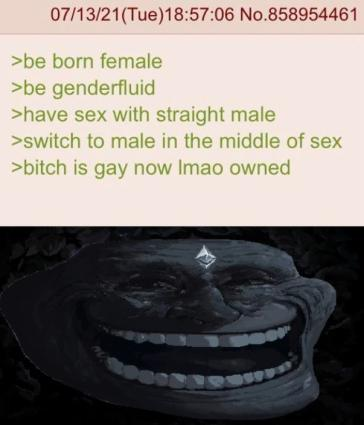 07/13/21(Tue)18:57:06 No.858954461
>be born female
>be genderfluid
>have sex with straight male
>switch to male in the middle of sex
>bitch is gay now lmao owned